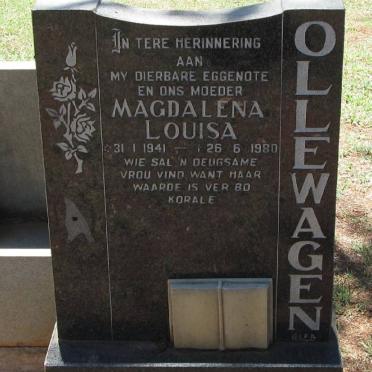 In tere herinnering
aan
my dierbare eggenote
en ons moeder
Magdalena
Louisa
31 1 1941 — 26 6 1980
wie sal 'n deugsame
vrou vind, want haar
waarde is ver bo
korale
OLLEWAGEN